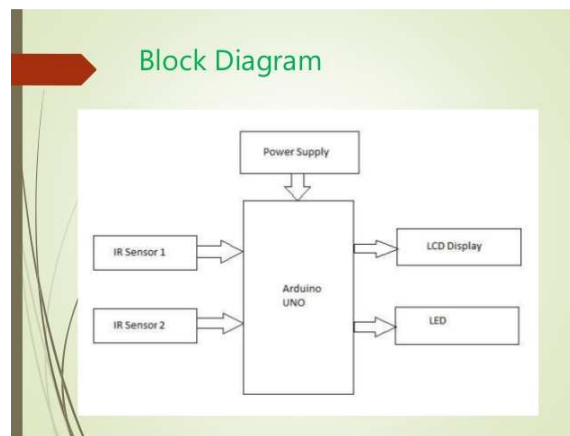 Block Diagram
Power Supply
IR Sensor 1
LCD Display
Arduino
UNO
IR Sensor 2
LED